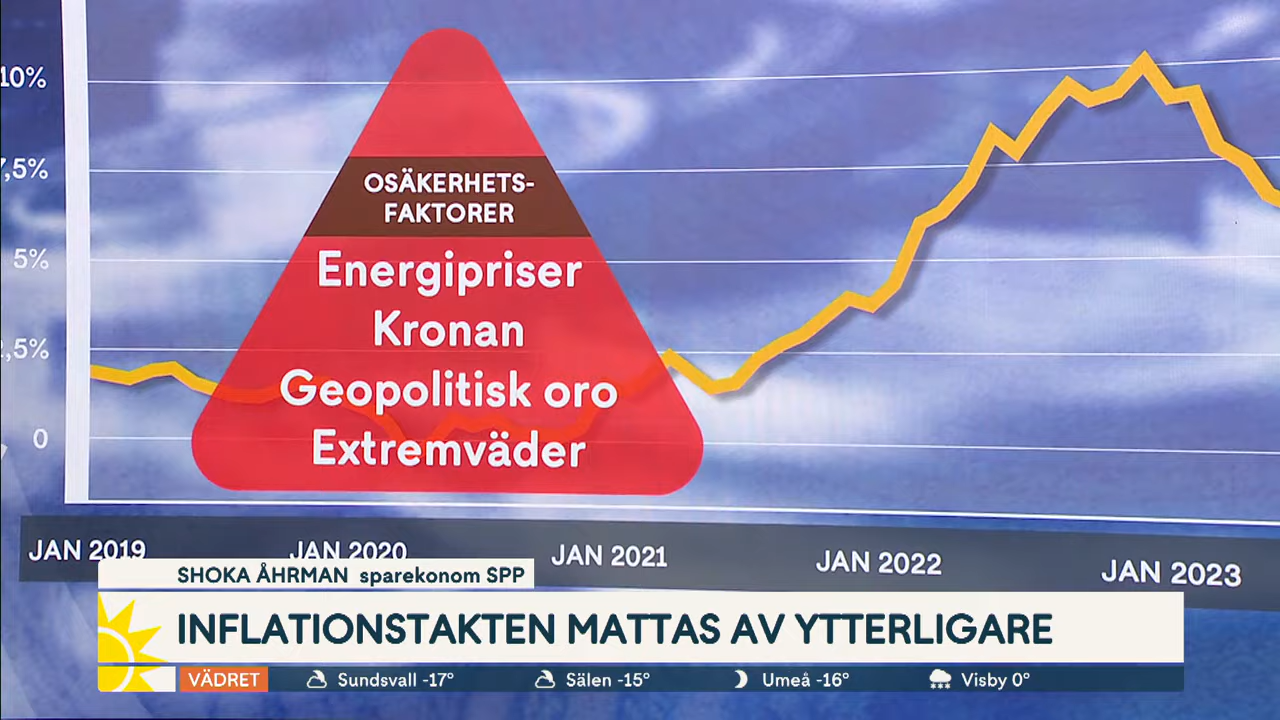 10%
7,5%
5%
2,5%
0
OSÄKERHETS-
FAKTORER
Energipriser
Kronan
Geopolitisk oro
Extremväder
JAN 2019 JAN 2020 JAN 2021 JAN 2022 JAN 2023
SHOKA ÅHRMAN sparekonom SPP
INFLATIONSTAKTEN MATTAS AV YTTERLIGARE
VÄDRET Sundsvall -17° Sälen -15° Umeå -16° Visby 0°